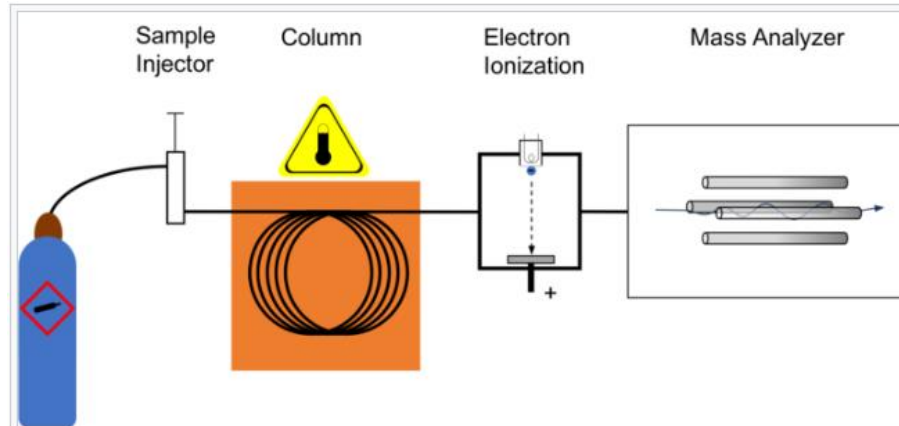 Sample
Injector
Column
Electron
Ionization
Mass Analyzer
+